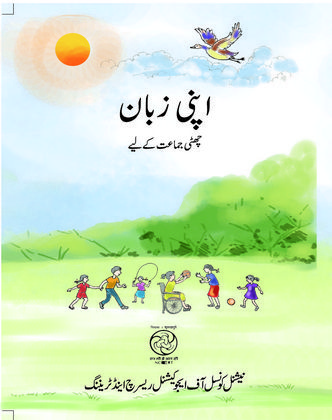 اپنی زبان
چھٹی جماعت کے لیے
نیشنل کونسل آف ایجوکیشنل ریسرچ اینڈ ٹریننگ